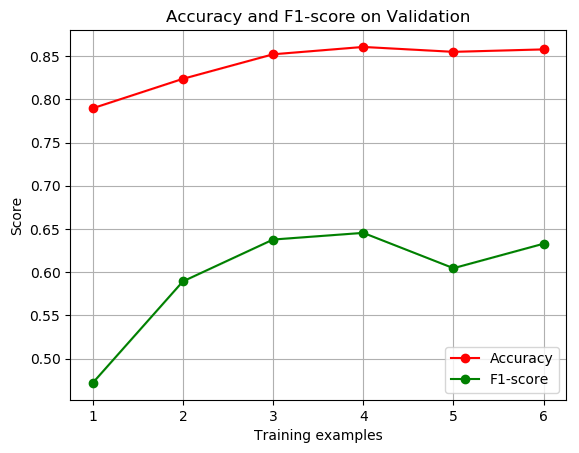 Accuracy and F1-score on Validation
0.85
0.80
0.75
0.70
0.65
0.60
0.55
0.50
Score
1 2 3 4 5 6
Training examples
Accuracy
F1-score